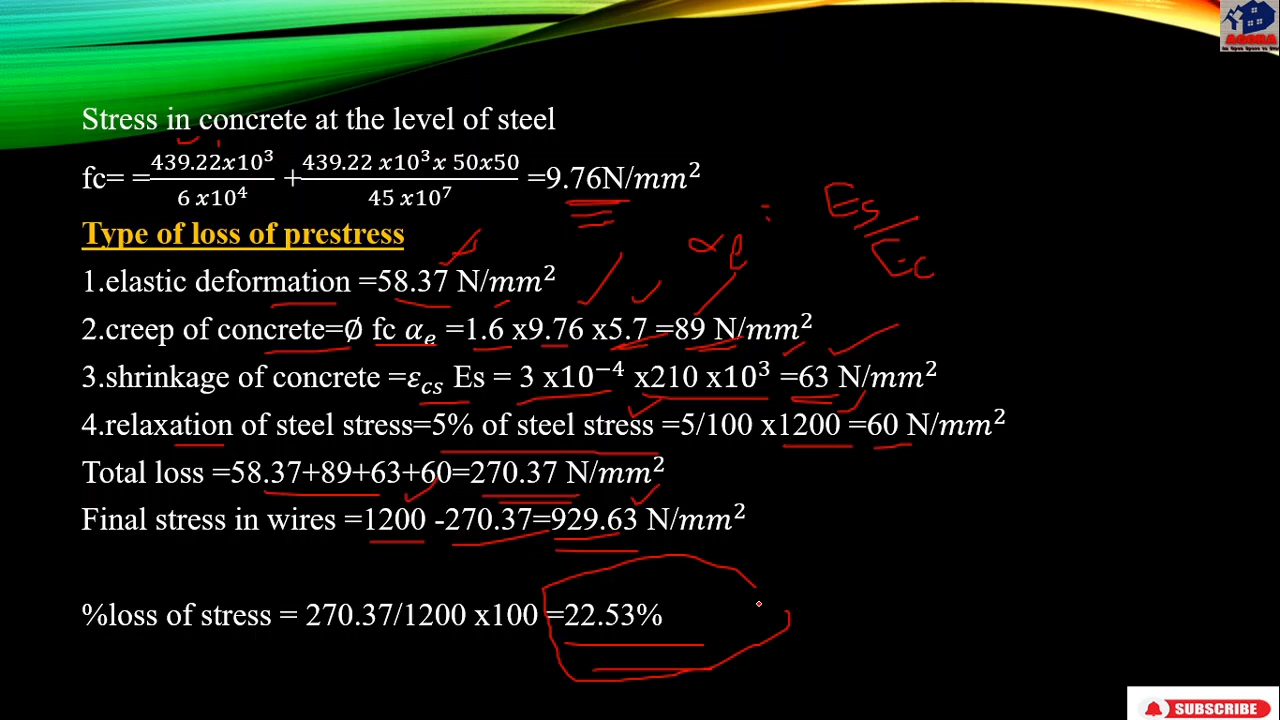 AGORA
Stress in concrete at the level of steel
fc= =439.22x10³/6 x10⁴ +439.22 x10³x 50x50/45 x10⁷ =9.76N/mm²
Type of loss of prestress
αe = Es/Ec
1.elastic deformation =58.37 N/mm²
2.creep of concrete=∅ fc αₑ =1.6 x9.76 x5.7 =89 N/mm²
3.shrinkage of concrete =εcs Es = 3 x10⁻⁴ x210 x10³ =63 N/mm²
4.relaxation of steel stress=5% of steel stress =5/100 x1200 =60 N/mm²
Total loss =58.37+89+63+60=270.37 N/mm²
Final stress in wires =1200 -270.37=929.63 N/mm²
%loss of stress = 270.37/1200 x100 =22.53%
SUBSCRIBE